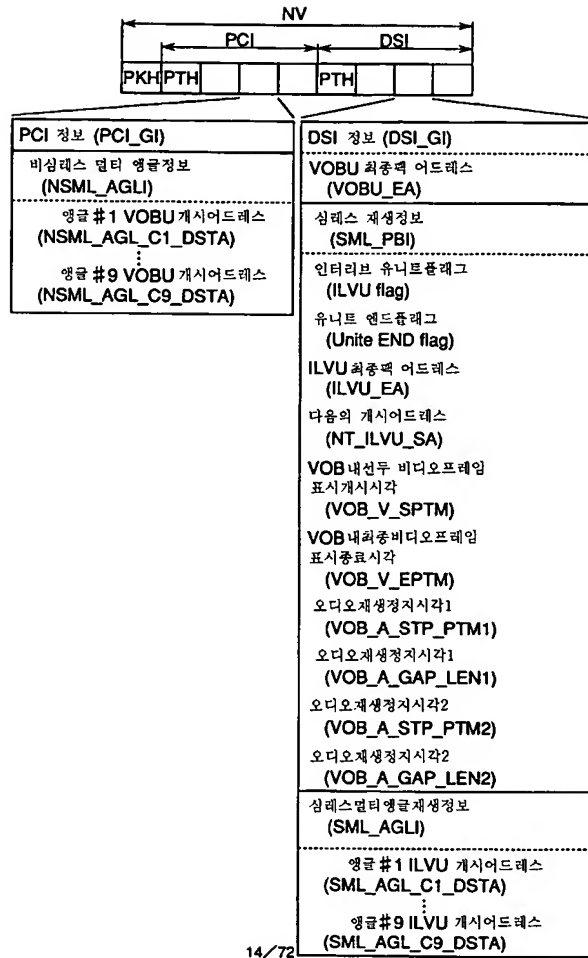 NV
PCI
DSI
PKH PTH PTH
PCI 정보 (PCI_GI)
비심레스 멀티 앵글정보
(NSML_AGLI)
앵글#1 VOBU 개시어드레스
(NSML_AGL_C1_DSTA)
앵글#9 VOBU 개시어드레스
(NSML_AGL_C9_DSTA)
DSI 정보 (DSI_GI)
VOBU 최종팩 어드레스
(VOBU_EA)
심레스 재생정보
(SML_PBI)
인터리브 유니트플래그
(ILVU flag)
유니트 엔드플래그
(Unite END flag)
ILVU 최종팩 어드레스
(ILVU_EA)
다음의 개시어드레스
(NT_ILVU_SA)
VOB내선두 비디오프레임
표시개시시각
(VOB_V_SPTM)
VOB내최종비디오프레임
표시종료시각
(VOB_V_EPTM)
오디오재생정지시각1
(VOB_A_STP_PTM1)
오디오재생정지시각1
(VOB_A_GAP_LEN1)
오디오재생정지시각2
(VOB_A_STP_PTM2)
오디오재생정지시각2
(VOB_A_GAP_LEN2)
심레스멀티앵글재생정보
(SML_AGLI)
앵글#1 ILVU 개시어드레스
(SML_AGL_C1_DSTA)
앵글#9 ILVU 개시어드레스
(SML_AGL_C9_DSTA)
14/72